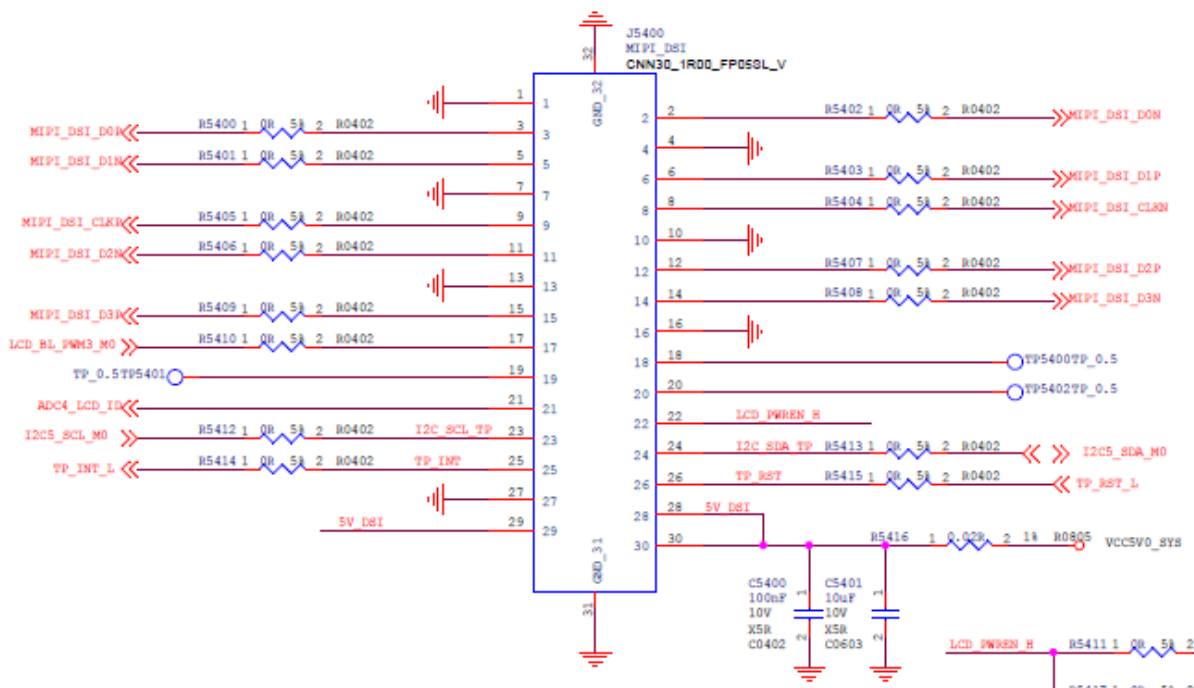 J5400
MIPI_DSI
CNN30_1R00_FP05SL_V
32
GND_32
1 1
2 2 R5402 1 0R 5% 2 R0402 MIPI_DSI_D0N
MIPI_DSI_D0P R5400 1 0R 5% 2 R0402 3 3
4 4
MIPI_DSI_D1N R5401 1 0R 5% 2 R0402 5 5
6 6 R5403 1 0R 5% 2 R0402 MIPI_DSI_D1P
7 7
8 8 R5404 1 0R 5% 2 R0402 MIPI_DSI_CLKN
MIPI_DSI_CLKP R5405 1 0R 5% 2 R0402 9 9
10 10
MIPI_DSI_D2N R5406 1 0R 5% 2 R0402 11 11
12 12 R5407 1 0R 5% 2 R0402 MIPI_DSI_D2P
13 13
14 14 R5408 1 0R 5% 2 R0402 MIPI_DSI_D3N
MIPI_DSI_D3P R5409 1 0R 5% 2 R0402 15 15
16 16
LCD_BL_PWM3_M0 R5410 1 0R 5% 2 R0402 17 17
18 18 TP5400TP_0.5
TP_0.5TP5401 19 19
20 20 TP5402TP_0.5
ADC4_LCD_ID 21 21
22 22 LCD_PWREN_H
I2C5_SCL_M0 R5412 1 0R 5% 2 R0402 I2C_SCL_TP 23 23
24 24 I2C_SDA_TP R5413 1 0R 5% 2 R0402 I2C5_SDA_M0
TP_INT_L R5414 1 0R 5% 2 R0402 TP_INT 25 25
26 26 TP_RST R5415 1 0R 5% 2 R0402 TP_RST_L
27 27
28 28 5V_DSI
5V_DSI 29 29
30 30 R5416 1 0.02R 2 1% R0805 VCC5V0_SYS
GND_31
31
C5400 1
100nF
10V
X5R 2
C0402
C5401 1
10uF
10V
X5R 2
C0603
LCD_PWREN_H R5411 1 0R 5% 2